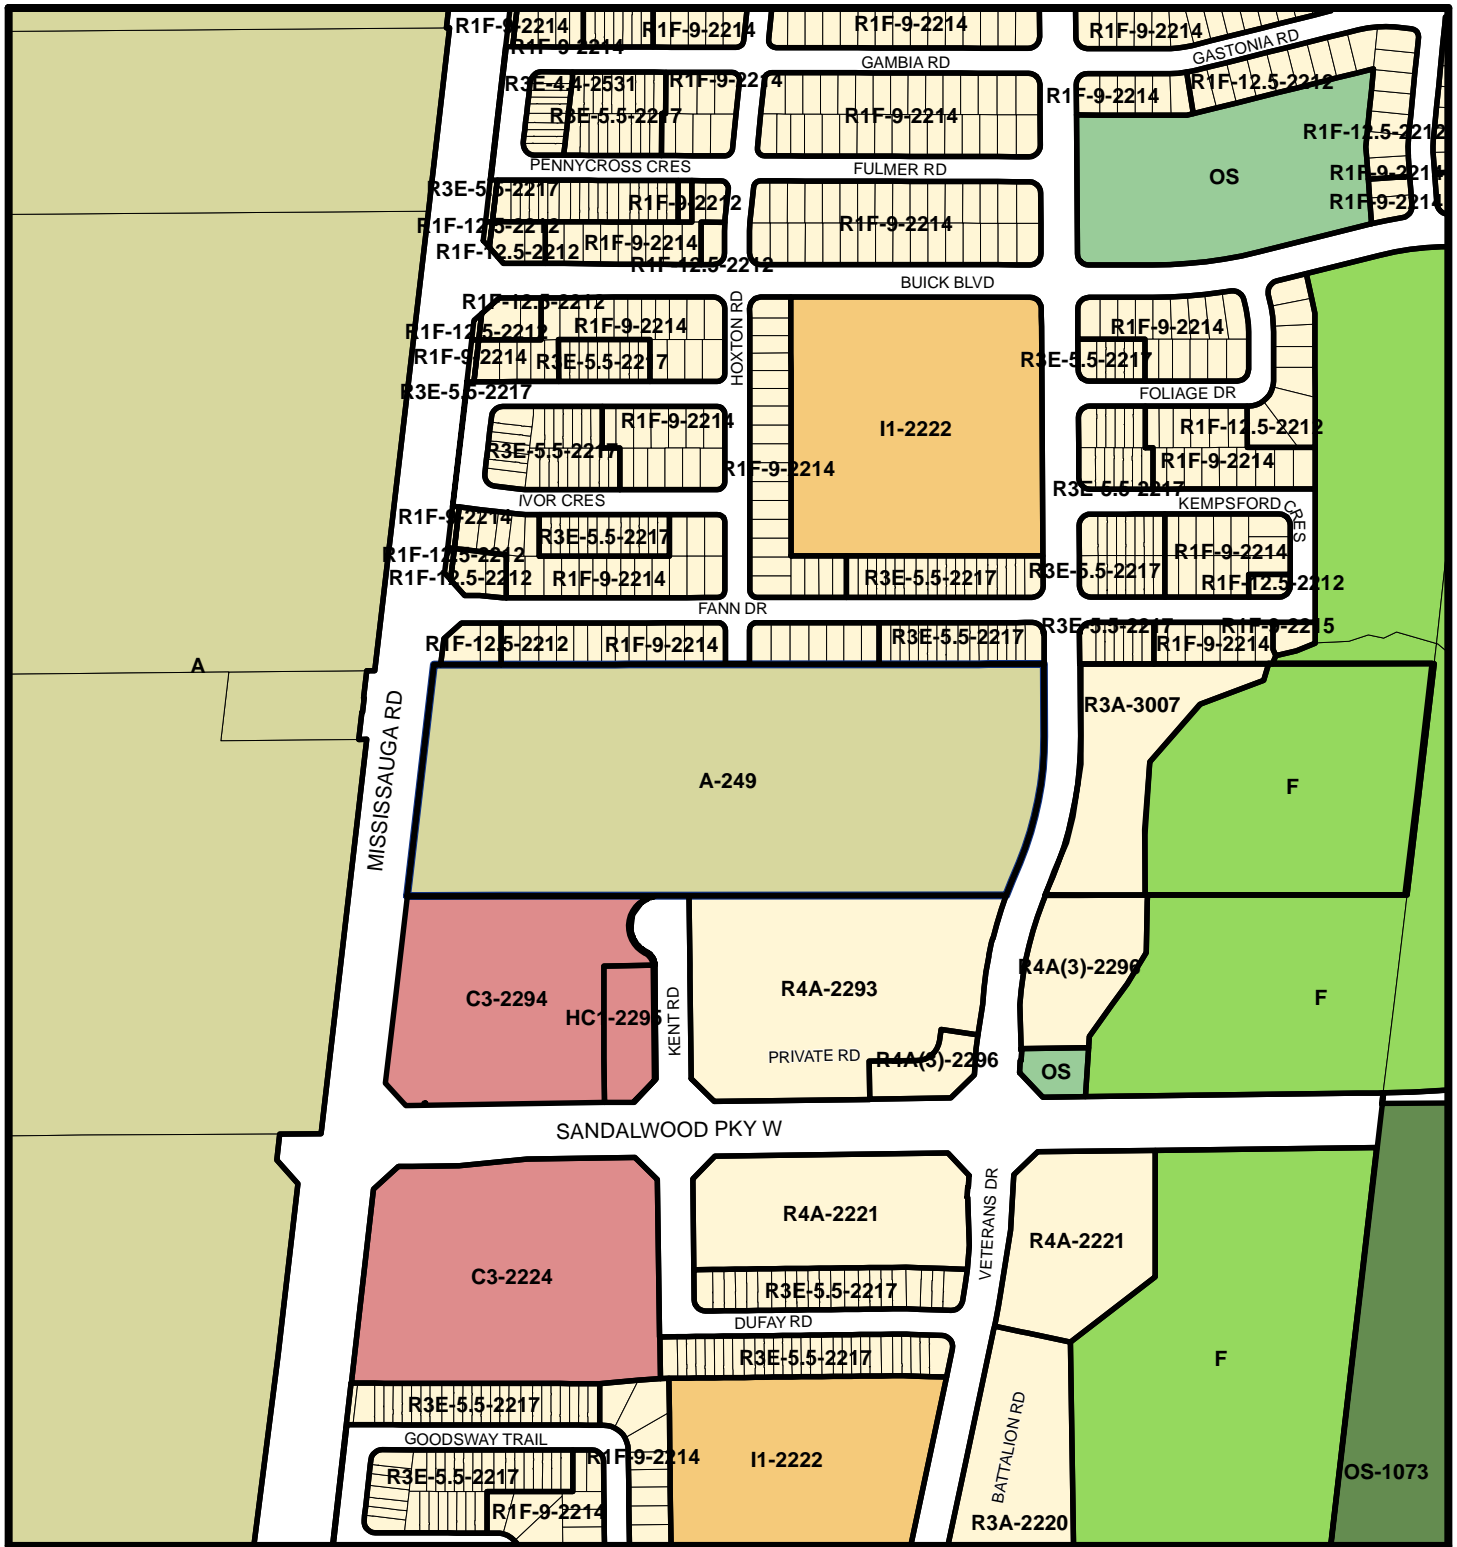 R1F-9-2214
R1F-9-2214
R1F-9-2214
R1F-9-2214
R1F-9-2214
GASTONIA RD
GAMBIA RD
R3E-4.4-2531
R1F-9-2214
R1F-9-2214
R1F-12.5-2212
R3E-5.5-2217
R1F-9-2214
R1F-12.5-2212
PENNYCROSS CRES
FULMER RD
OS
R1F-9-2214
R3E-5.5-2217
R1F-9-2212
R1F-9-2214
R1F-12.5-2212
R1F-9-2214
R1F-9-2214
R1F-12.5-2212
R1F-12.5-2212
BUICK BLVD
R1F-12.5-2212
HOXTON RD
R1F-12.5-2212
R1F-9-2214
R1F-9-2214
R1F-9-2214
R3E-5.5-2217
R3E-5.5-2217
R3E-5.5-2217
FOLIAGE DR
R1F-9-2214
I1-2222
R1F-12.5-2212
R3E-5.5-2217
R1F-9-2214
R1F-9-2214
R3E-5.5-2217
IVOR CRES
KEMPSFORD CRES
R1F-9-2214
R3E-5.5-2217
R1F-12.5-2212
R1F-9-2214
R1F-12.5-2212
R1F-9-2214
R3E-5.5-2217
R3E-5.5-2217
R1F-12.5-2212
FANN DR
R3E-5.5-2217
R1F-9-2215
R1F-12.5-2212
R1F-9-2214
R3E-5.5-2217
R1F-9-2214
A
R3A-3007
MISSISSAUGA RD
A-249
F
R4A(3)-2296
C3-2294
R4A-2293
F
HC1-2295
KENT RD
PRIVATE RD
R4A(3)-2296
OS
SANDALWOOD PKY W
R4A-2221
VETERANS DR
R4A-2221
C3-2224
R3E-5.5-2217
DUFAY RD
R3E-5.5-2217
F
R3E-5.5-2217
GOODSWAY TRAIL
R1F-9-2214
I1-2222
BATTALION RD
OS-1073
R3E-5.5-2217
R1F-9-2214
R3A-2220